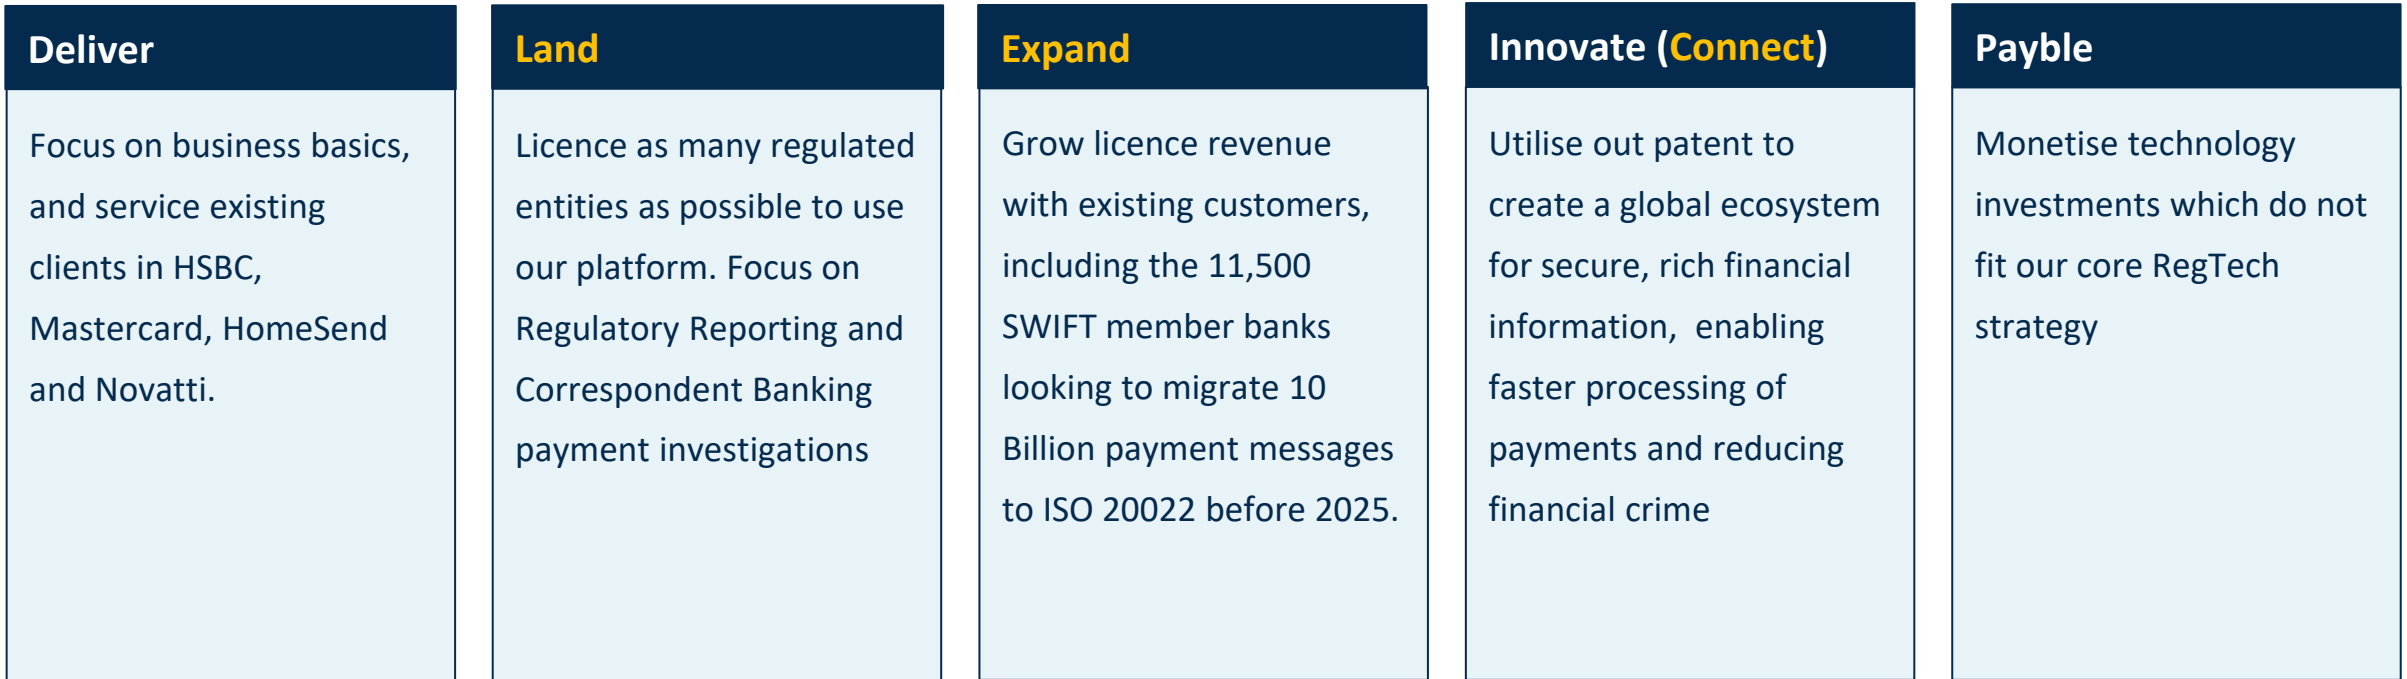 Deliver
Focus on business basics,
and service existing
clients in HSBC,
Mastercard, HomeSend
and Novatti.
Land
Licence as many regulated
entities as possible to use
our platform. Focus on
Regulatory Reporting and
Correspondent Banking
payment investigations
Expand
Grow licence revenue
with existing customers,
including the 11,500
SWIFT member banks
looking to migrate 10
Billion payment messages
to ISO 20022 before 2025.
Innovate (Connect)
Utilise out patent to
create a global ecosystem
for secure, rich financial
information,  enabling
faster processing of
payments and reducing
financial crime
Payble
Monetise technology
investments which do not
fit our core RegTech
strategy